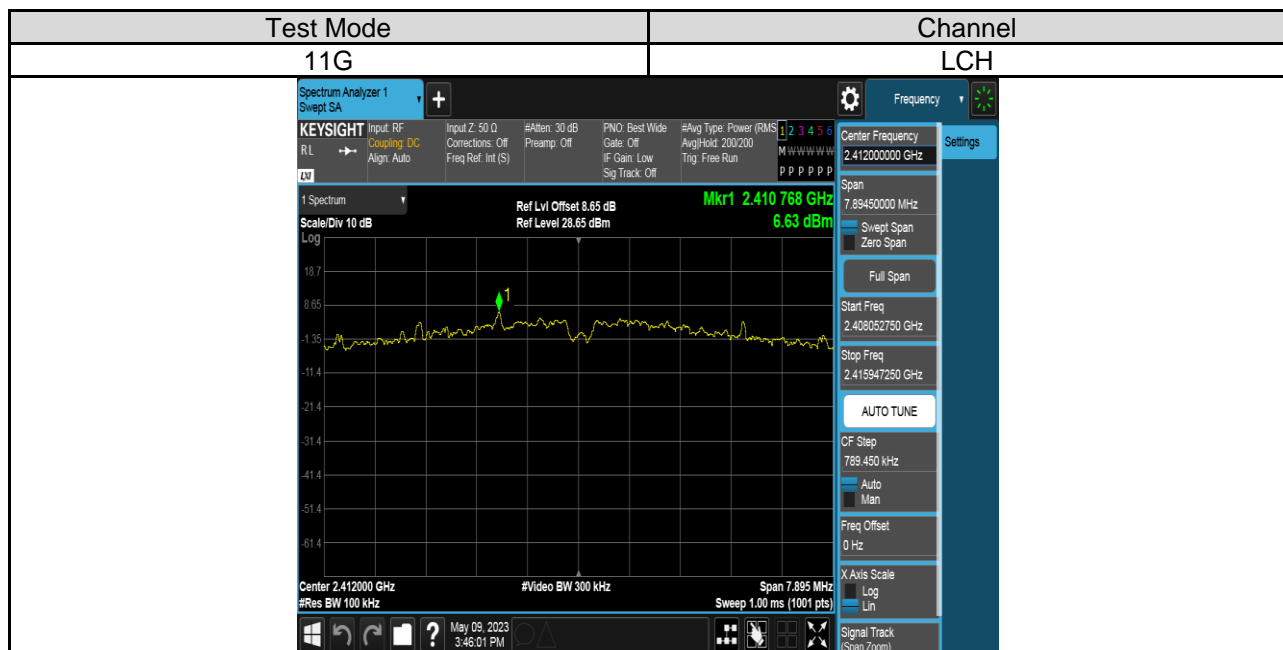 Test Mode Channel
11G LCH
Spectrum Analyzer 1
Swept SA
+
Frequency
KEYSIGHT
RL
LXI
Input: RF
Coupling: DC
Align: Auto
Input Z: 50 Ω
Corrections: Off
Freq Ref: Int (S)
#Atten: 30 dB
Preamp: Off
PNO: Best Wide
Gate: Off
IF Gain: Low
Sig Track: Off
#Avg Type: Power (RMS
Avg|Hold: 200/200
Trig: Free Run
1 2 3 4 5 6
M W W W W W
P P P P P P
1 Spectrum
Scale/Div 10 dB
Log
Ref Lvl Offset 8.65 dB
Ref Level 28.65 dBm
Mkr1 2.410 768 GHz
6.63 dBm
18.7
8.65
-1.35
-11.4
-21.4
-31.4
-41.4
-51.4
-61.4
1
Center 2.412000 GHz
#Res BW 100 kHz
#Video BW 300 kHz
Span 7.895 MHz
Sweep 1.00 ms (1001 pts)
Center Frequency
2.412000000 GHz
Settings
Span
7.89450000 MHz
Swept Span
Zero Span
Full Span
Start Freq
2.408052750 GHz
Stop Freq
2.415947250 GHz
AUTO TUNE
CF Step
789.450 kHz
Auto
Man
Freq Offset
0 Hz
X Axis Scale
Log
Lin
Signal Track
(Span Zoom)
?
May 09, 2023
3:46:01 PM